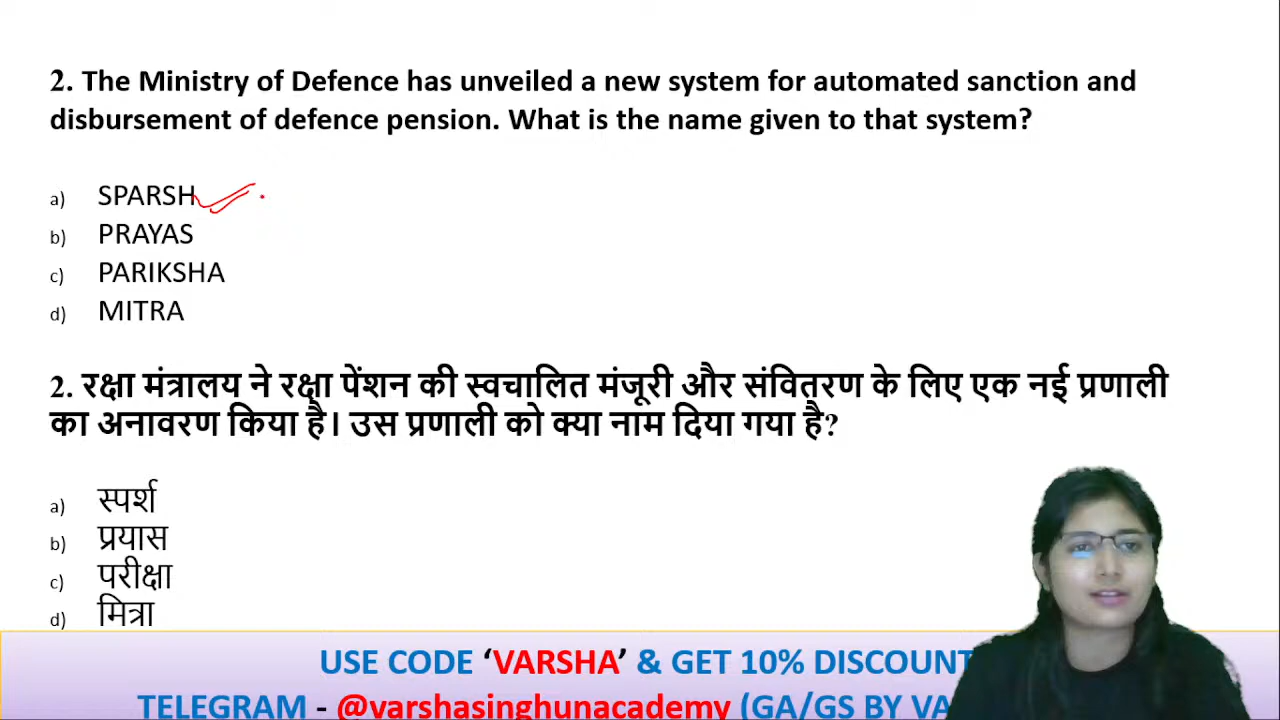 2. The Ministry of Defence has unveiled a new system for automated sanction and
disbursement of defence pension. What is the name given to that system?
a) SPARSH
b) PRAYAS
c) PARIKSHA
d) MITRA
2. रक्षा मंत्रालय ने रक्षा पेंशन की स्वचालित मंजूरी और संवितरण के लिए एक नई प्रणाली
का अनावरण किया है। उस प्रणाली को क्या नाम दिया गया है?
a) स्पर्श
b) प्रयास
c) परीक्षा
d) मित्रा
USE CODE ‘VARSHA’ & GET 10% DISCOUNT
TELEGRAM - @varshasinghunacademy (GA/GS BY VA